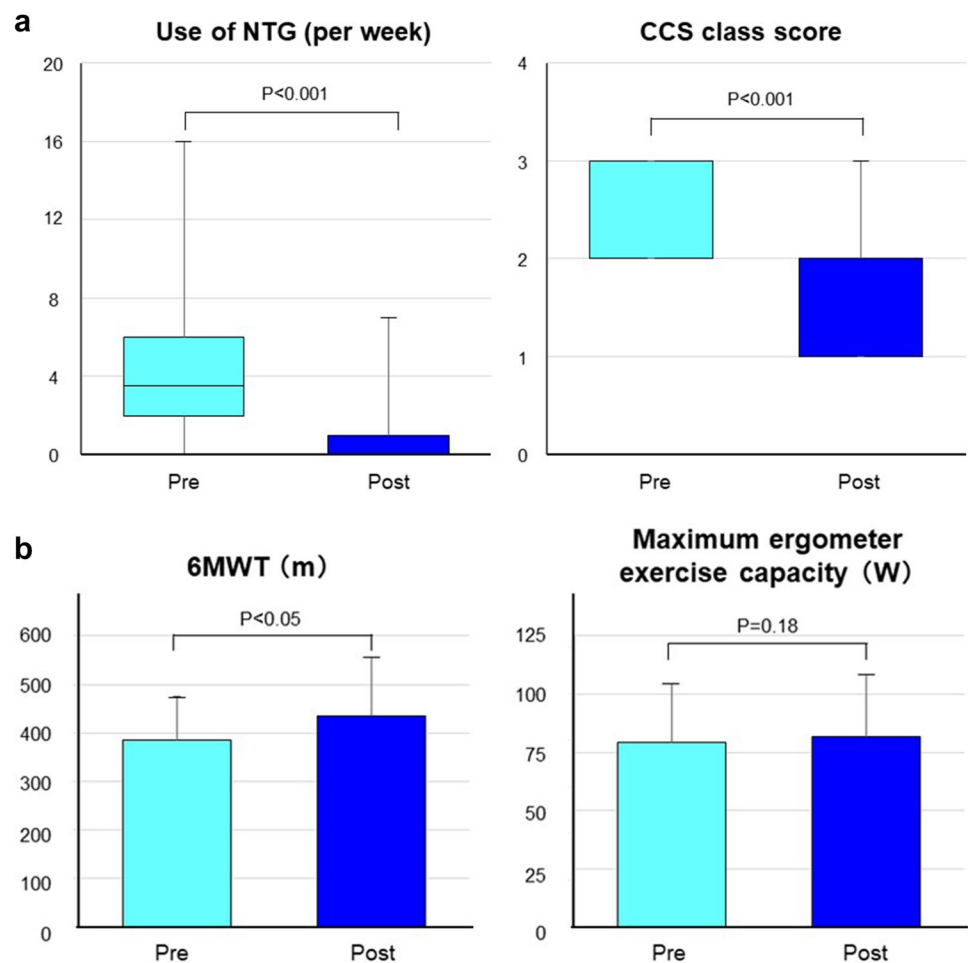 a
Use of NTG (per week)
20
16
12
8
4
0
P<0.001
Pre
Post
CCS class score
4
3
2
1
0
P<0.001
Pre
Post
b
6MWT (m)
600
500
400
300
200
100
0
P<0.05
Pre
Post
Maximum ergometer
exercise capacity (W)
125
100
75
50
25
0
P=0.18
Pre
Post